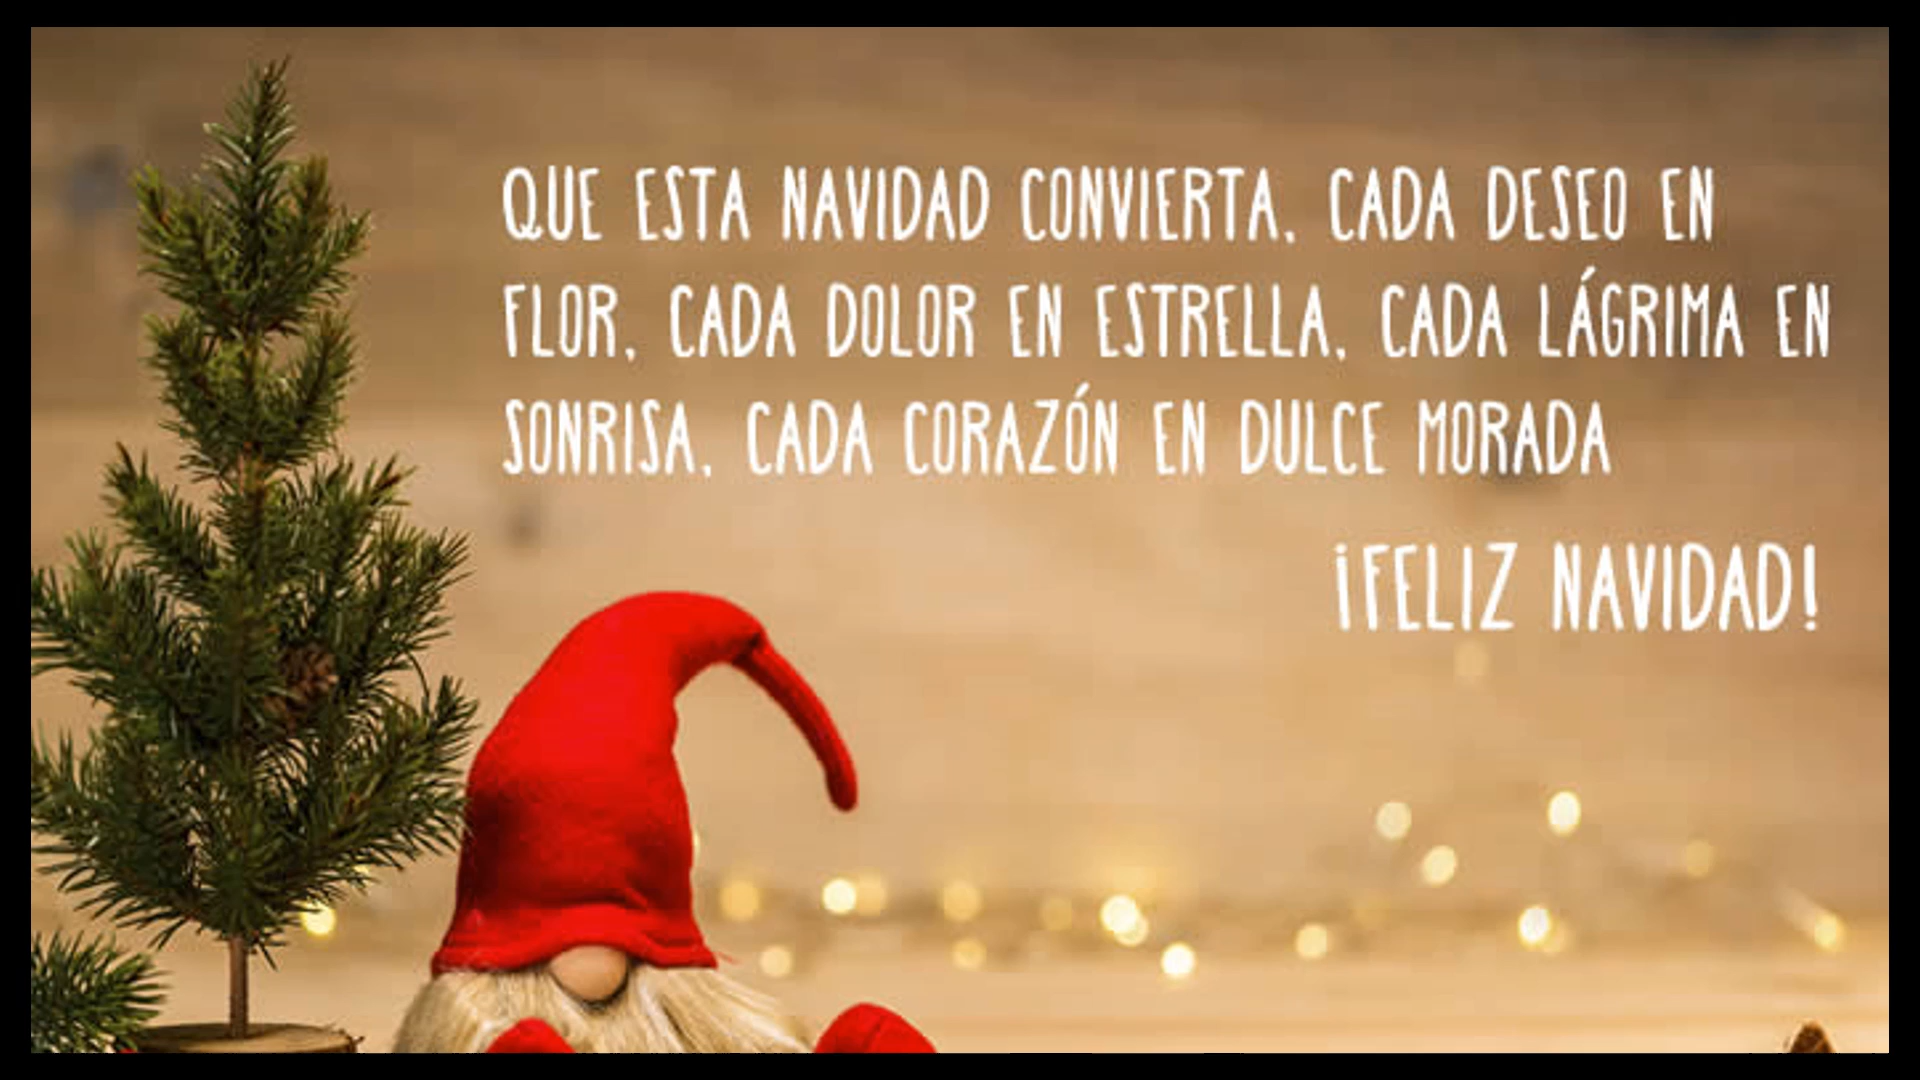 QUE ESTA NAVIDAD CONVIERTA, CADA DESEO EN
FLOR, CADA DOLOR EN ESTRELLA, CADA LÁGRIMA EN
SONRISA, CADA CORAZÓN EN DULCE MORADA
¡FELIZ NAVIDAD!